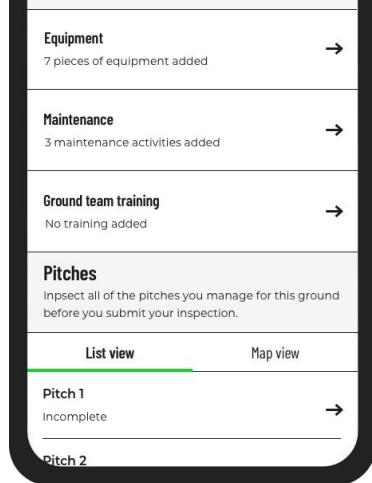 Equipment
7 pieces of equipment added
Maintenance
3 maintenance activities added
Ground team training
No training added
Pitches
Inpsect all of the pitches you manage for this ground
before you submit your inspection.
List view
Map view
Pitch 1
Incomplete
Pitch 2